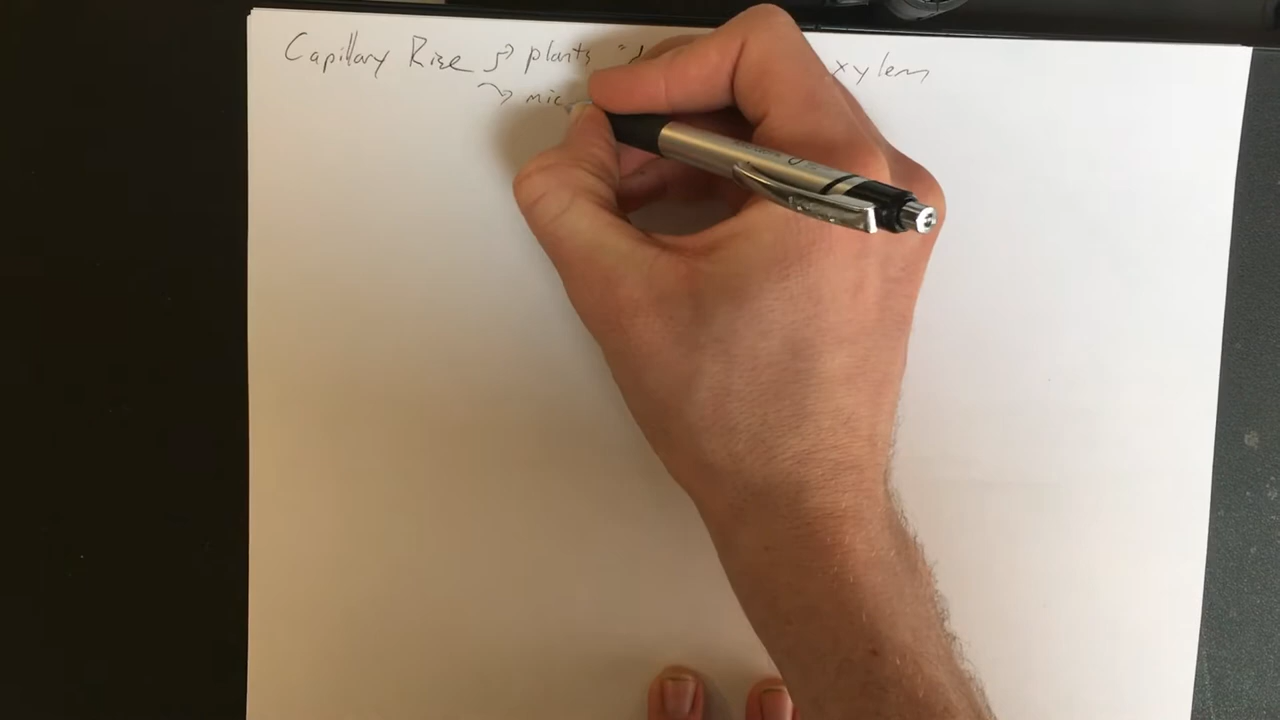 Capillary Rise → plants " xylem
→ mic